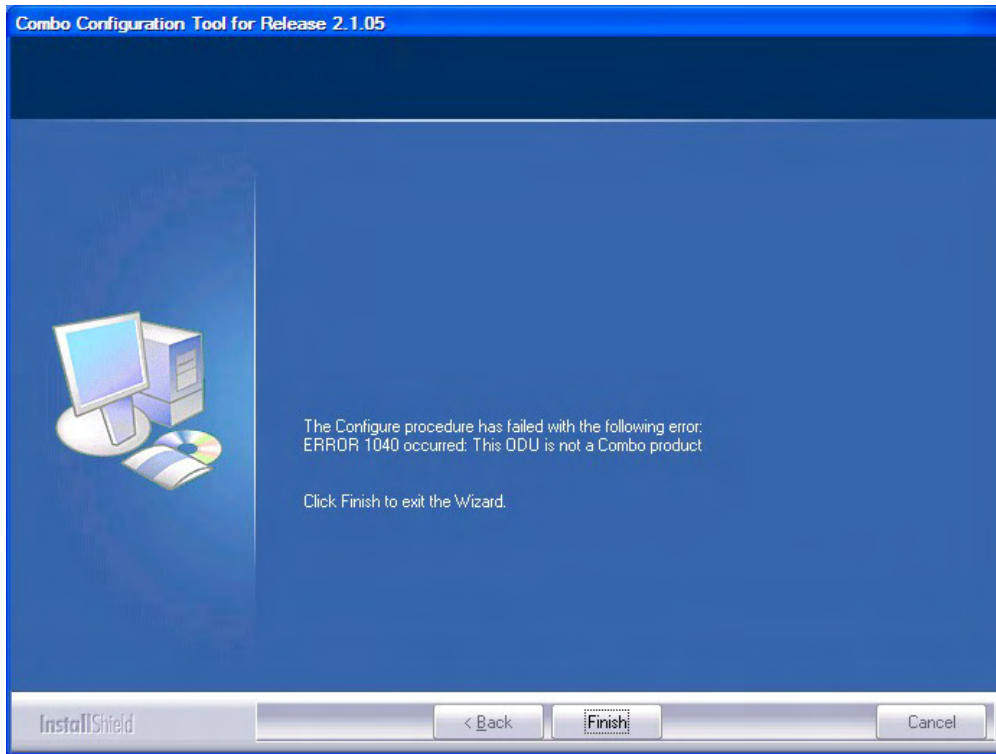 Combo Configuration Tool for Release 2.1.05
The Configure procedure has failed with the following error:
ERROR 1040 occurred: This ODU is not a Combo product
Click Finish to exit the Wizard.
InstallShield
< Back
Finish
Cancel